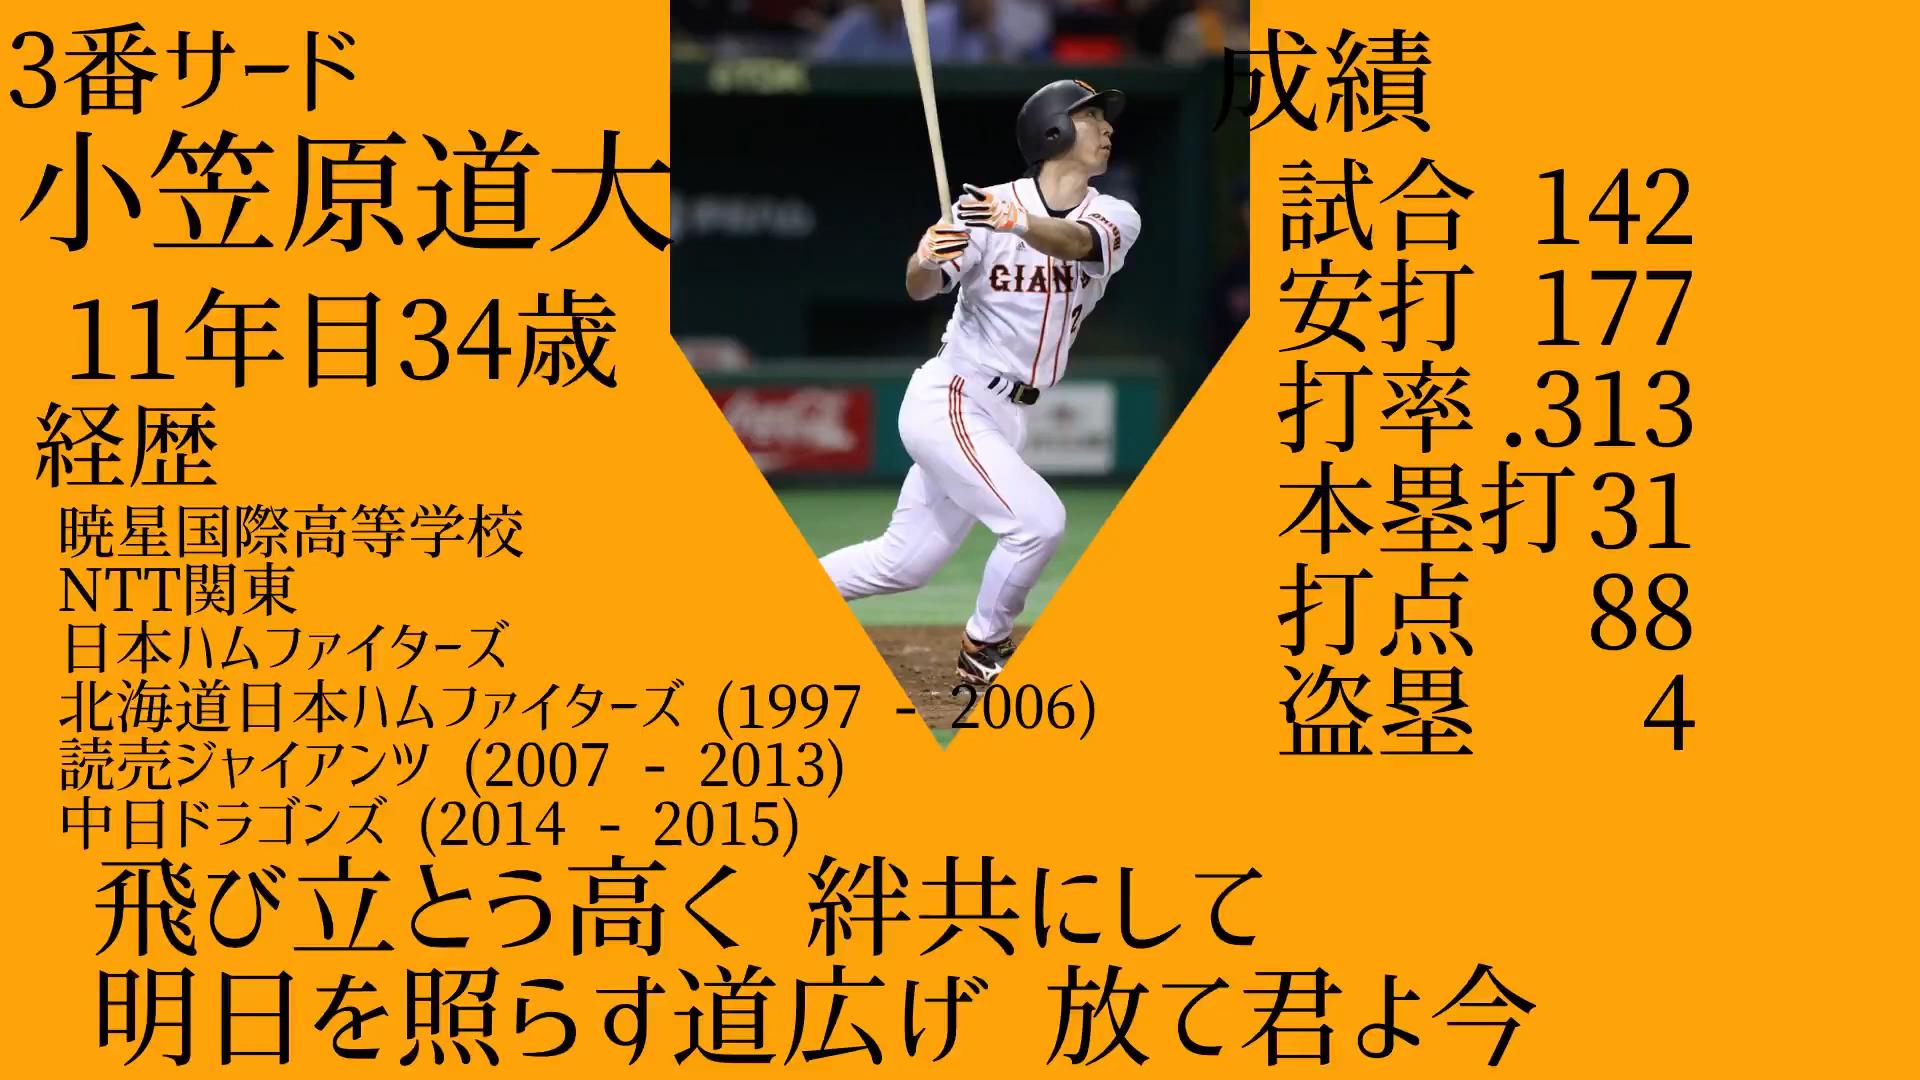 3番サード
小笠原道大
11年目34歳
経歴
暁星国際高等学校
NTT関東
日本ハムファイターズ
北海道日本ハムファイターズ (1997 - 2006)
読売ジャイアンツ (2007 - 2013)
中日ドラゴンズ (2014 - 2015)
成績
試合 142
安打 177
打率 .313
本塁打 31
打点 88
盗塁 4
GIAN
2
飛び立とう高く 絆共にして
明日を照らす道広げ 放て君よ今